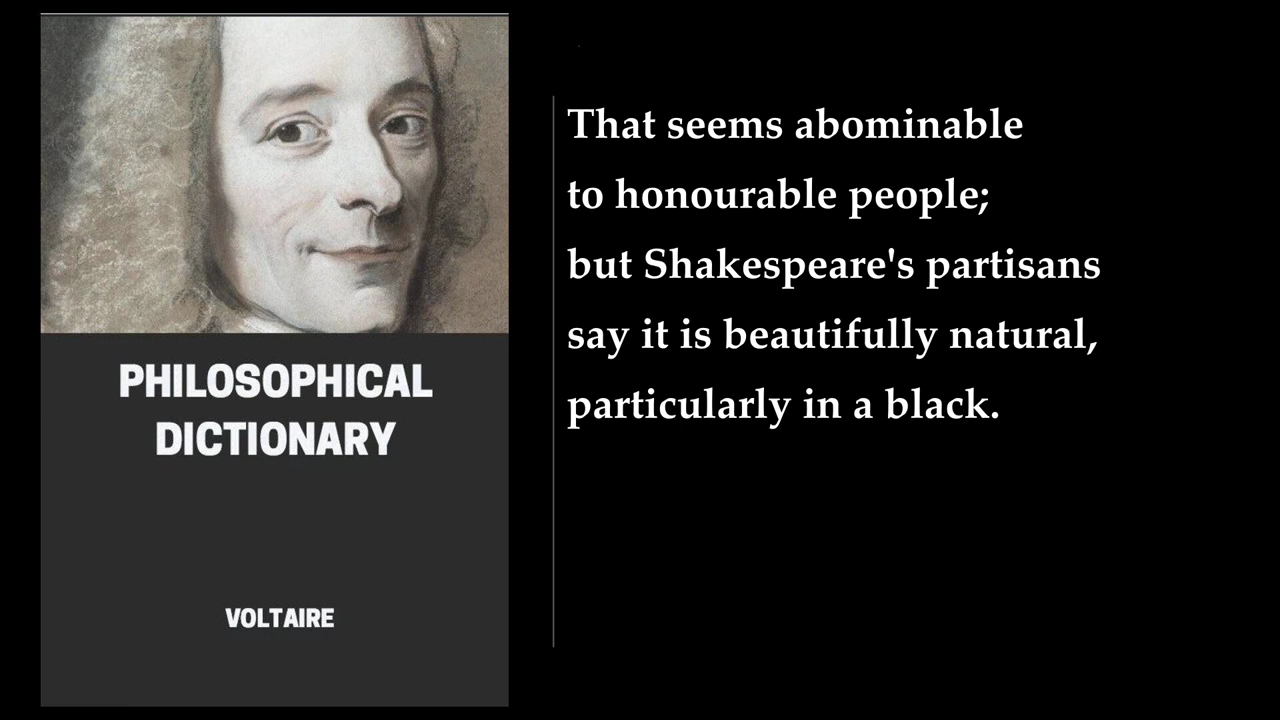 PHILOSOPHICAL
DICTIONARY
VOLTAIRE
That seems abominable
to honourable people;
but Shakespeare's partisans
say it is beautifully natural,
particularly in a black.